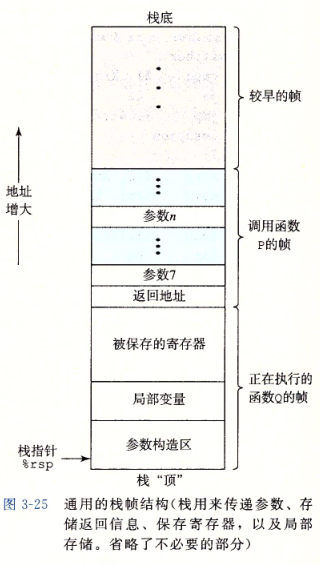 栈底
较早的帧
地址
增大
参数n
调用函数
P的帧
参数7
返回地址
被保存的寄存器
正在执行的
函数Q的帧
局部变量
参数构造区
栈指针
%rsp
栈“顶”
图 3-25 通用的栈帧结构(栈用来传递参数、存
储返回信息、保存寄存器，以及局部
存储。省略了不必要的部分)